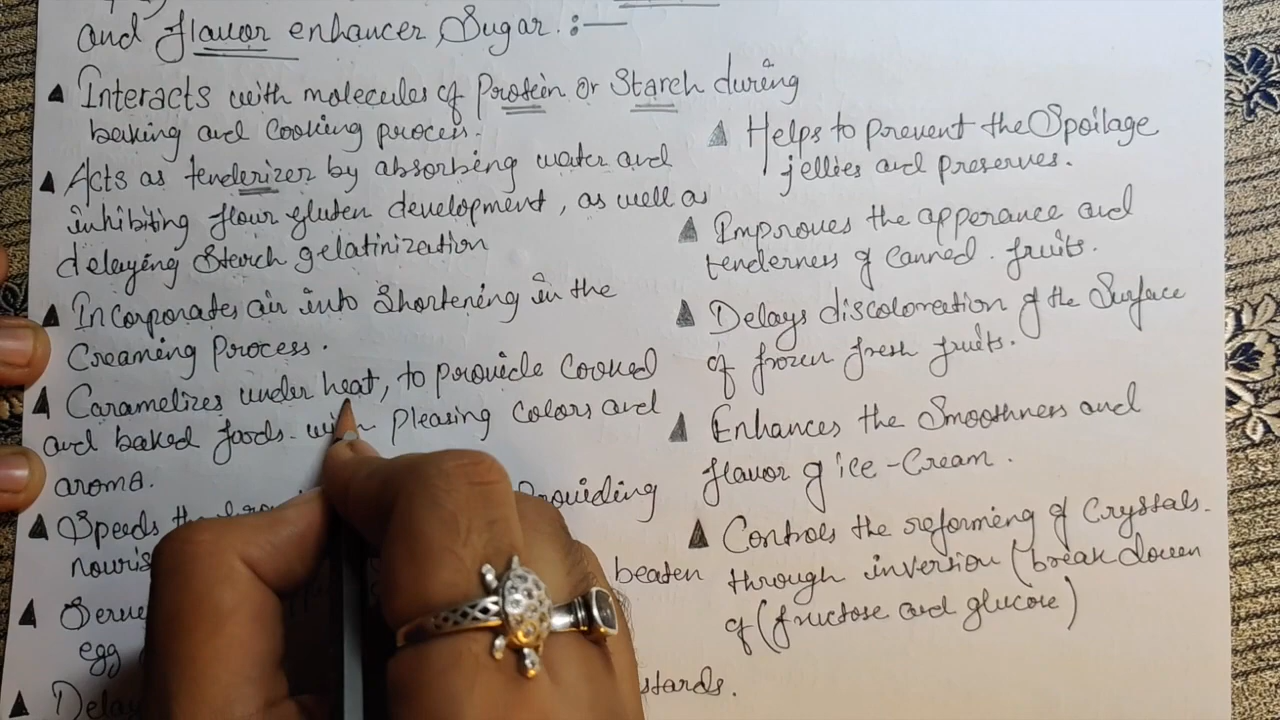 and flavor enhancer Sugar :—
Interacts with molecules of Protein or Starch during
baking and Cooking process.
Acts as tenderizer by absorbing water and
inhibiting flour gluten development, as well as
delaying Starch gelatinization
Incorporates air into Shortening in the
Creaming Process.
Caramelizes under heat, to provide Cooked
and baked foods. with Pleasing Colors and
aroma.
Speeds Providing
beaten
egg
stards.
Helps to prevent the Spoilage
jellies and preserves.
Improves the apperance and
tenderness of Canned. fruits.
Delays discoloreation of the Surface
of frozen fresh fruits.
Enhances the Smoothness and
flavor of ice-Cream.
Controls the reforming of Crystals.
through inversion (break down
of (fructose and glucose)